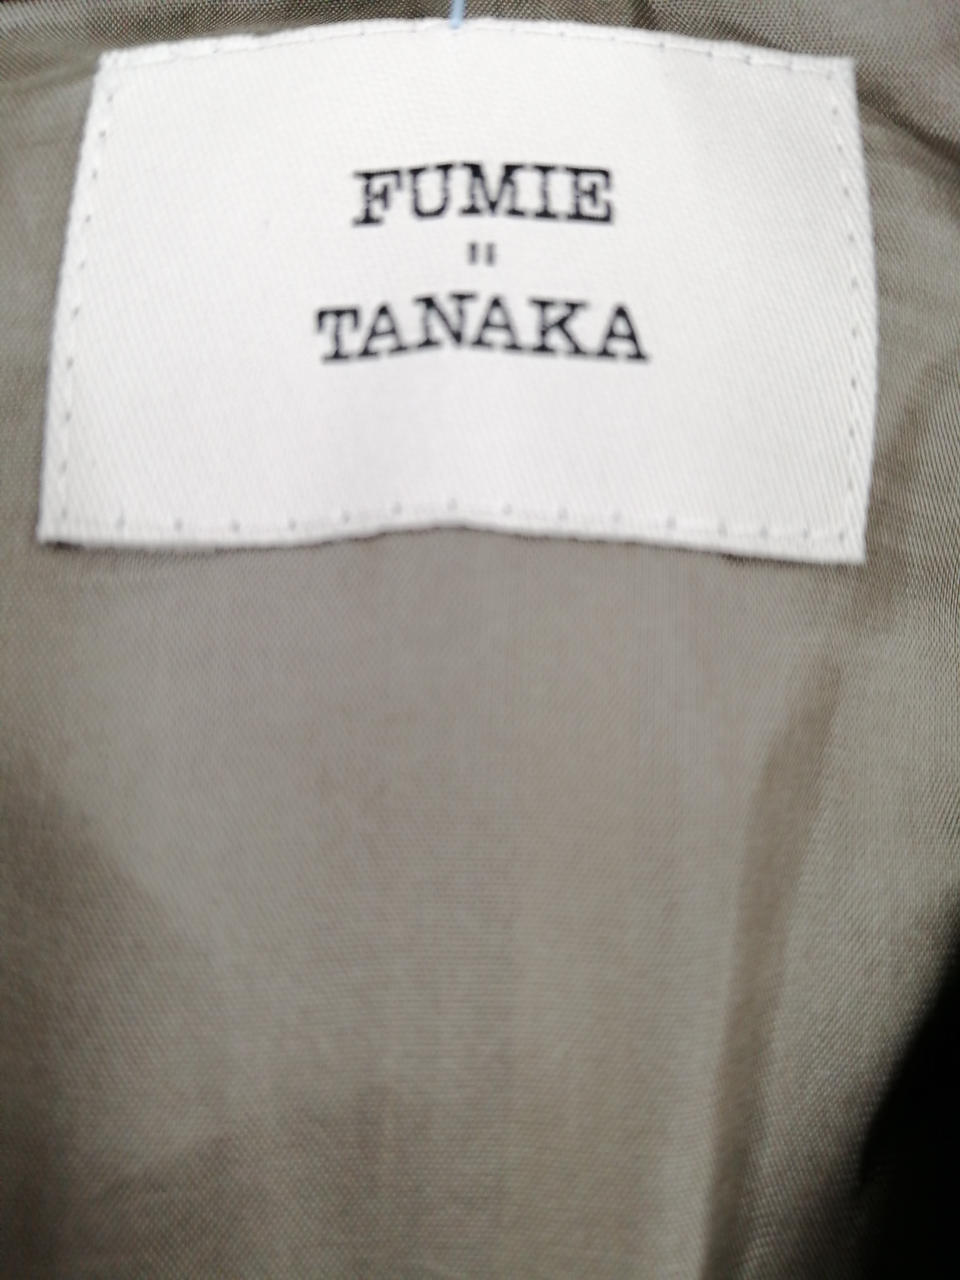 FUMIE
"
TANAKA